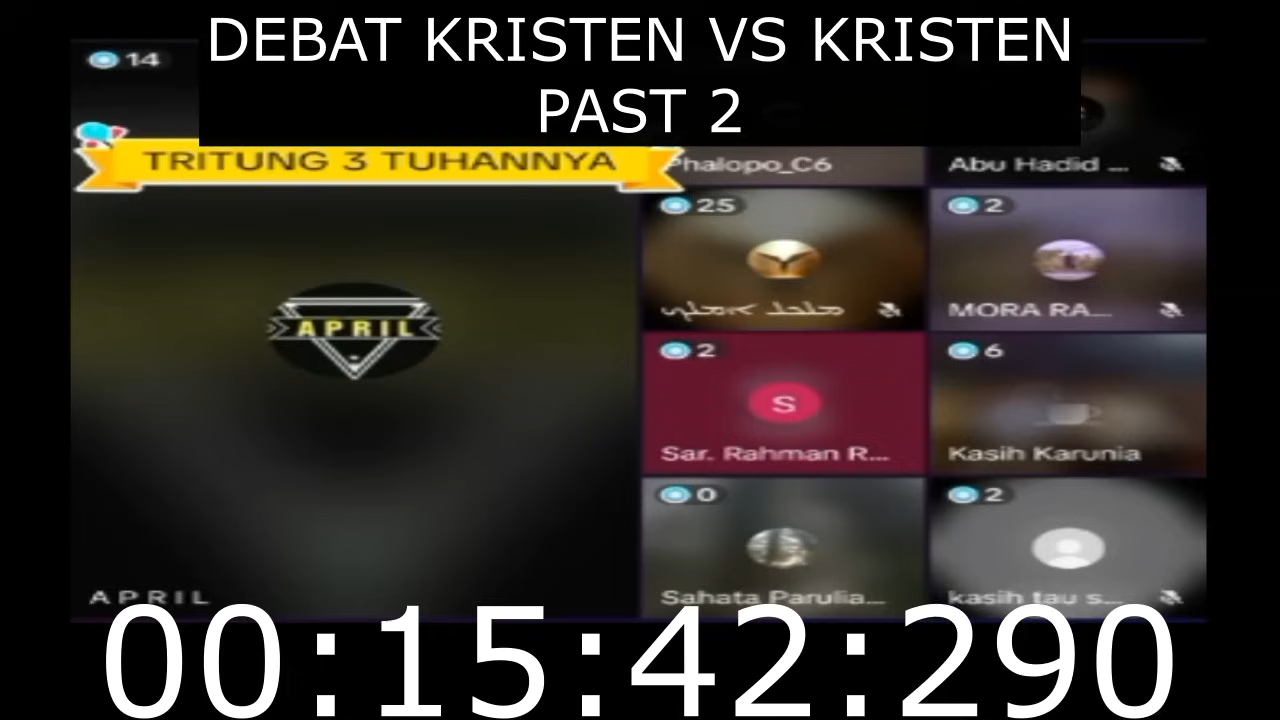 DEBAT KRISTEN VS KRISTEN
PAST 2
14
TRITUNG 3 TUHANNYA
Phalopo_C6
Abu Hadid ...
25
2
APRIL
MORA RA...
2
6
S
Sar. Rahman R...
Kasih Karunia
0
2
APRIL
Sahata Parulia...
kasih tau s...
00:15:42:290